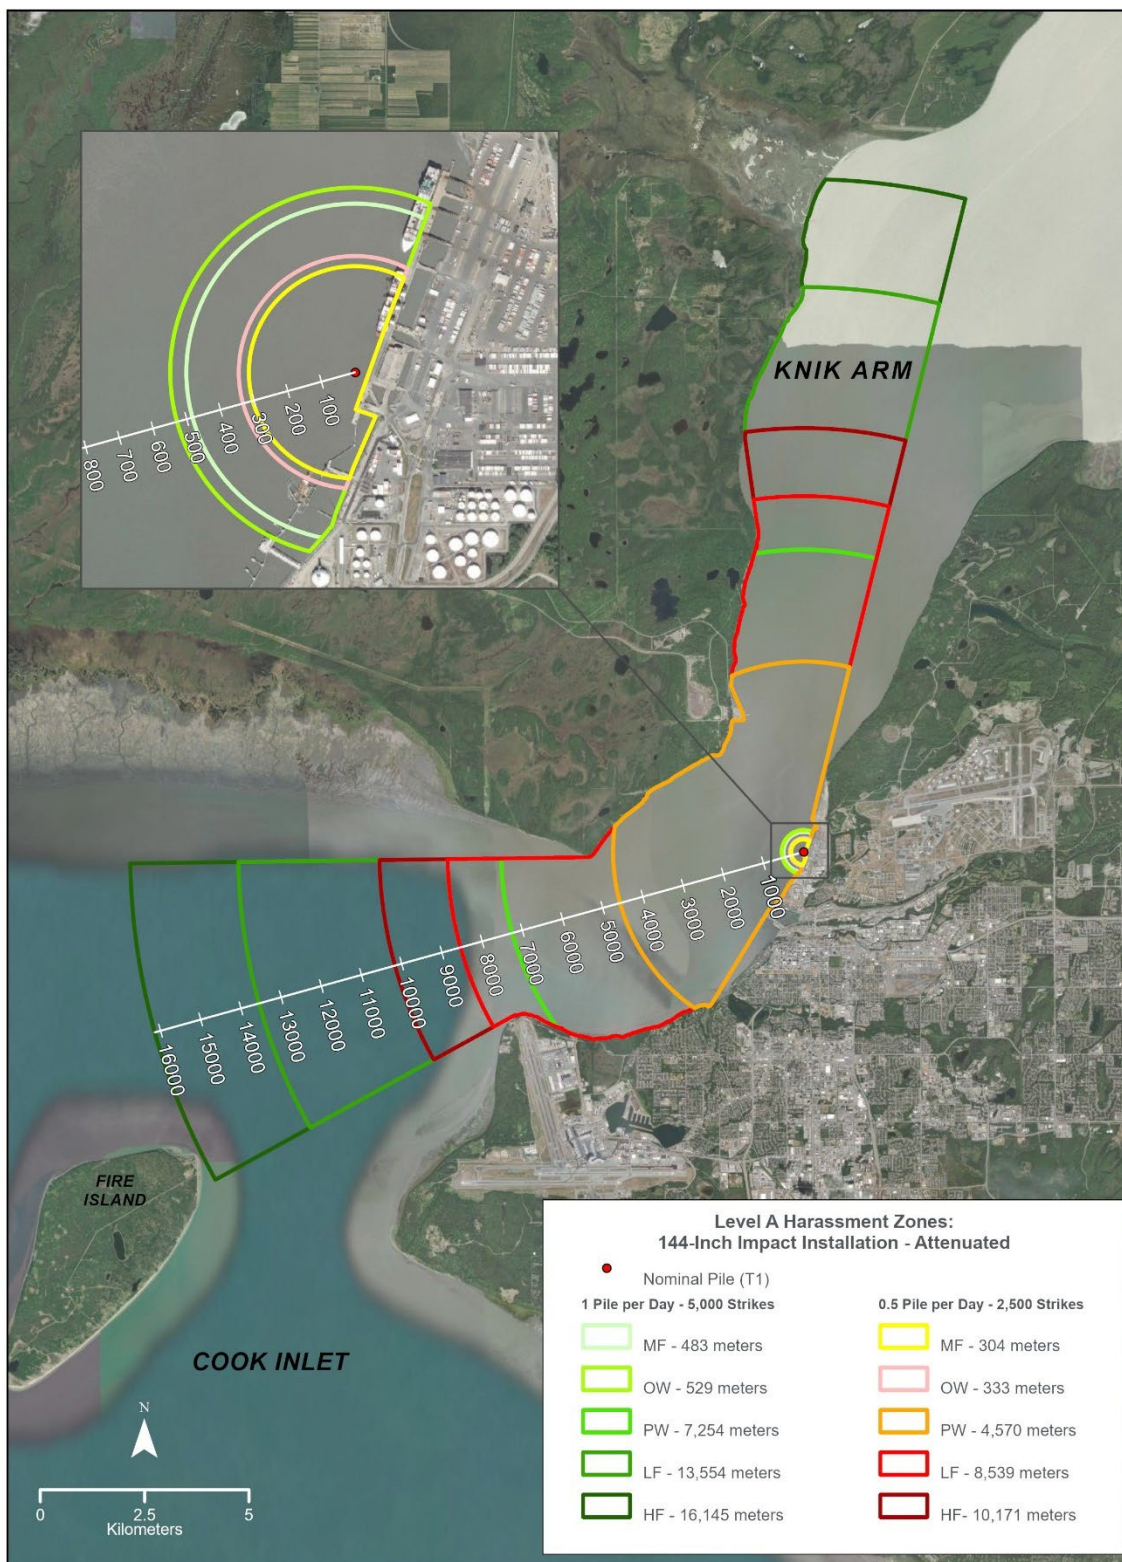 100
200
300
400
500
600
700
800
KNIK ARM
1000
2000
3000
4000
5000
6000
7000
8000
9000
10000
11000
12000
13000
14000
15000
16000
FIRE
ISLAND
COOK INLET
N
0 2.5 5
Kilometers
Level A Harassment Zones:
144-Inch Impact Installation - Attenuated
Nominal Pile (T1)
1 Pile per Day - 5,000 Strikes
MF - 483 meters
OW - 529 meters
PW - 7,254 meters
LF - 13,554 meters
HF - 16,145 meters
0.5 Pile per Day - 2,500 Strikes
MF - 304 meters
OW - 333 meters
PW - 4,570 meters
LF - 8,539 meters
HF- 10,171 meters